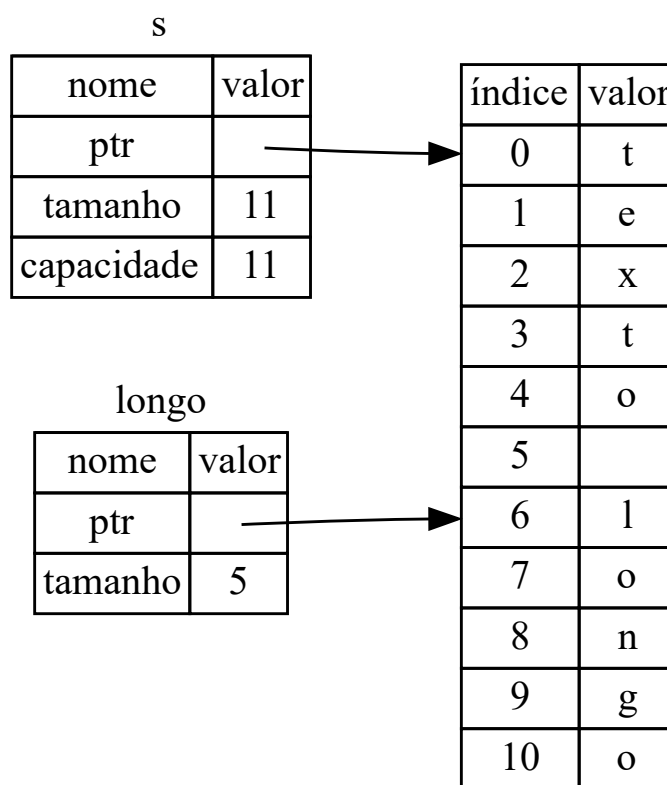 s
nome valor
ptr
tamanho 11
capacidade 11
longo
nome valor
ptr
tamanho 5
índice valor
0 t
1 e
2 x
3 t
4 o
5
6 l
7 o
8 n
9 g
10 o